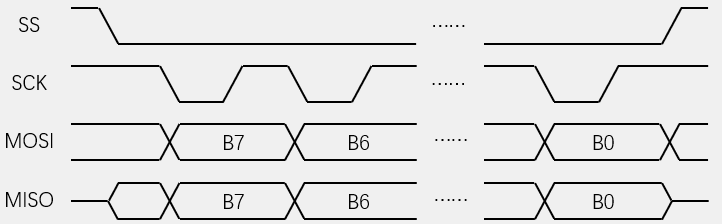 SS ......
SCK ......
MOSI B7 B6 ...... B0
MISO B7 B6 ...... B0